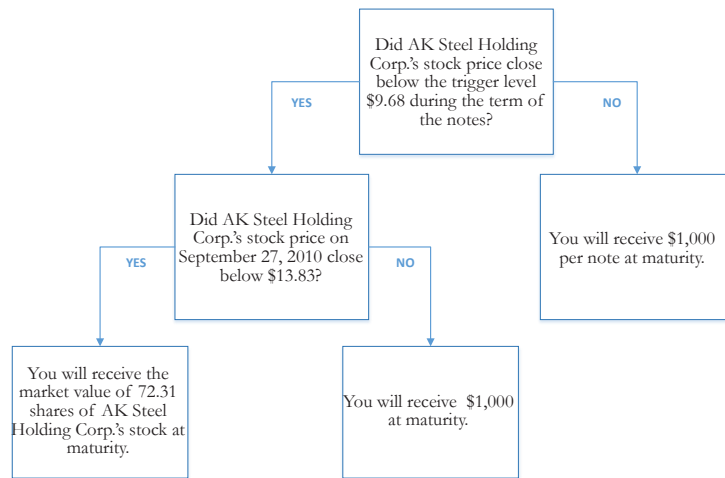 Did AK Steel Holding
Corp.'s stock price close
below the trigger level
$9.68 during the term of
the notes?
YES
NO
Did AK Steel Holding
Corp.'s stock price on
September 27, 2010 close
below $13.83?
You will receive $1,000
per note at maturity.
YES
NO
You will receive the
market value of 72.31
shares of AK Steel
Holding Corp.'s stock at
maturity.
You will receive $1,000
at maturity.